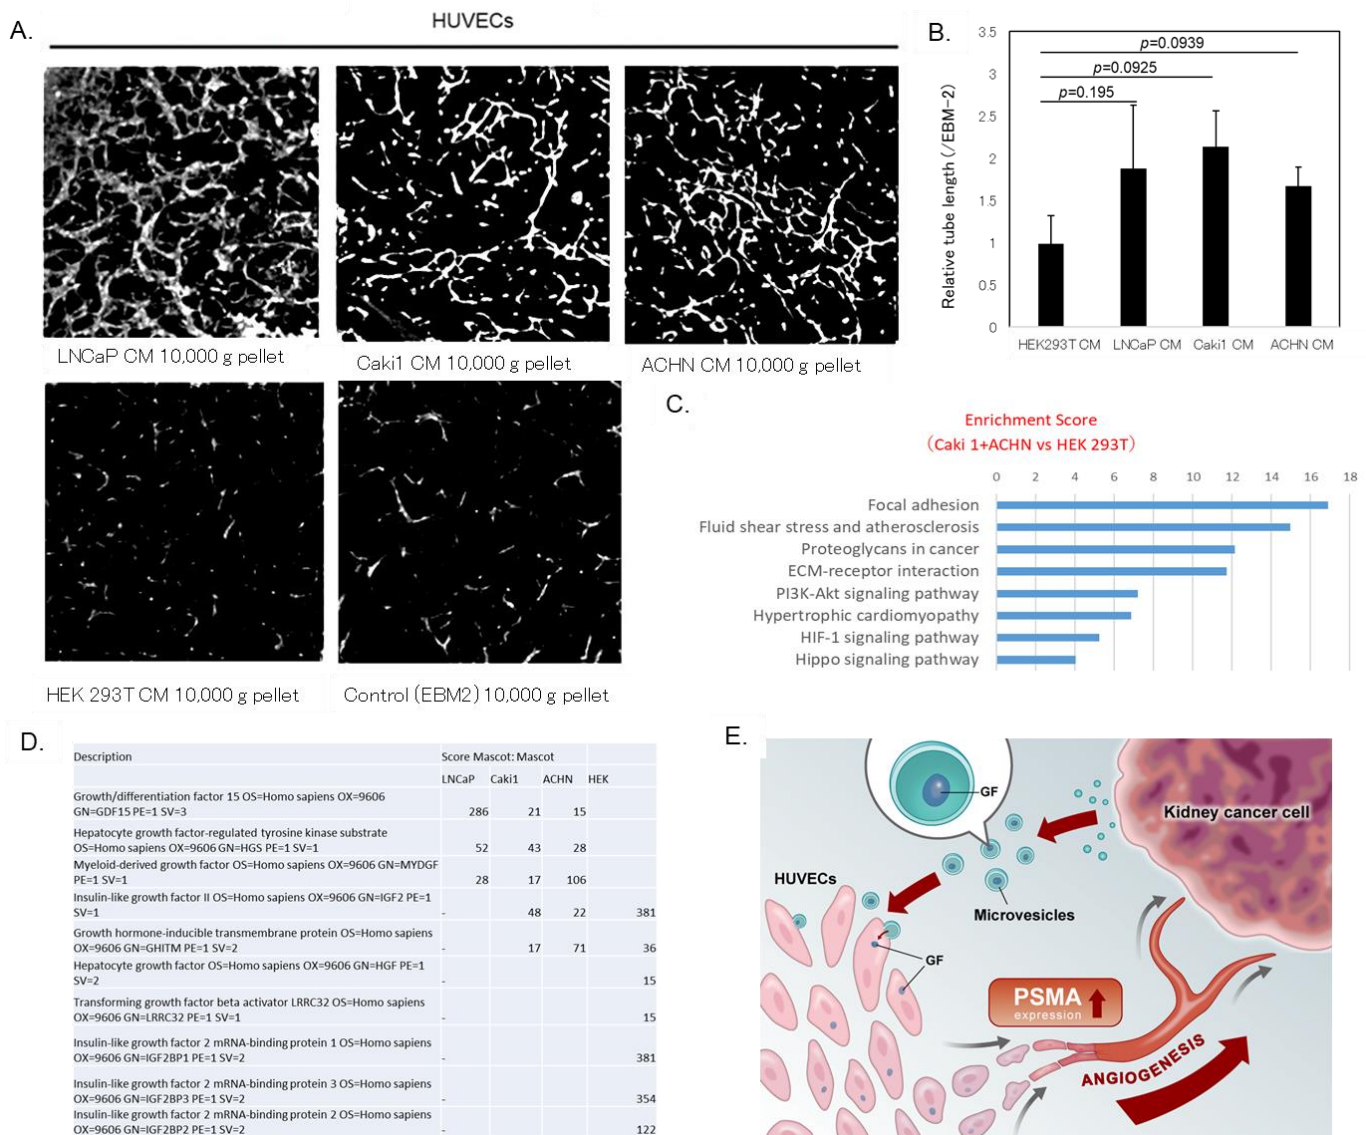 A.
HUVECs
LNCaP CM 10,000 g pellet
Caki1 CM 10,000 g pellet
ACHN CM 10,000 g pellet
HEK 293T CM 10,000 g pellet
Control (EBM2) 10,000 g pellet
B.
Relative tube length (/EBM-2)
3.5
3
2.5
2
1.5
1
0.5
0
p=0.0939
p=0.0925
p=0.195
HEK293T CM LNCaP CM Caki1 CM ACHN CM
C.
Enrichment Score
(Caki 1+ACHN vs HEK 293T)
0 2 4 6 8 10 12 14 16 18
Focal adhesion
Fluid shear stress and atherosclerosis
Proteoglycans in cancer
ECM-receptor interaction
PI3K-Akt signaling pathway
Hypertrophic cardiomyopathy
HIF-1 signaling pathway
Hippo signaling pathway
D.
Description Score Mascot: Mascot
LNCaP Caki1 ACHN HEK
Growth/differentiation factor 15 OS=Homo sapiens OX=9606
GN=GDF15 PE=1 SV=3 286 21 15
Hepatocyte growth factor-regulated tyrosine kinase substrate
OS=Homo sapiens OX=9606 GN=HGS PE=1 SV=1 52 43 28
Myeloid-derived growth factor OS=Homo sapiens OX=9606 GN=MYDGF
PE=1 SV=1 28 17 106
Insulin-like growth factor II OS=Homo sapiens OX=9606 GN=IGF2 PE=1
SV=1 - 48 22 381
Growth hormone-inducible transmembrane protein OS=Homo sapiens
OX=9606 GN=GHITM PE=1 SV=2 - 17 71 36
Hepatocyte growth factor OS=Homo sapiens OX=9606 GN=HGF PE=1
SV=2 - 15
Transforming growth factor beta activator LRRC32 OS=Homo sapiens
OX=9606 GN=LRRC32 PE=1 SV=1 - 15
Insulin-like growth factor 2 mRNA-binding protein 1 OS=Homo sapiens
OX=9606 GN=IGF2BP1 PE=1 SV=2 - 381
Insulin-like growth factor 2 mRNA-binding protein 3 OS=Homo sapiens
OX=9606 GN=IGF2BP3 PE=1 SV=2 - 354
Insulin-like growth factor 2 mRNA-binding protein 2 OS=Homo sapiens
OX=9606 GN=IGF2BP2 PE=1 SV=2 - 122
E.
GF
Kidney cancer cell
HUVECs
Microvesicles
GF
PSMA
expression
ANGIOGENESIS